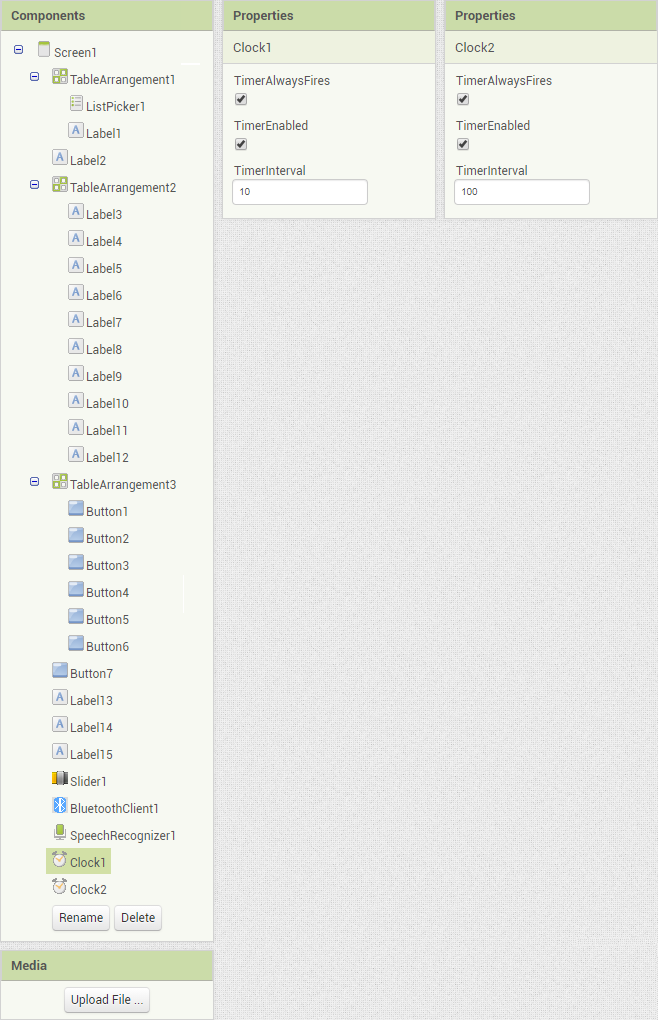 Components
Screen1
TableArrangement1
ListPicker1
Label1
Label2
TableArrangement2
Label3
Label4
Label5
Label6
Label7
Label8
Label9
Label10
Label11
Label12
TableArrangement3
Button1
Button2
Button3
Button4
Button5
Button6
Button7
Label13
Label14
Label15
Slider1
BluetoothClient1
SpeechRecognizer1
Clock1
Clock2
Rename Delete
Media
Upload File ...
Properties
Clock1
TimerAlwaysFires
TimerEnabled
TimerInterval
10
Properties
Clock2
TimerAlwaysFires
TimerEnabled
TimerInterval
100